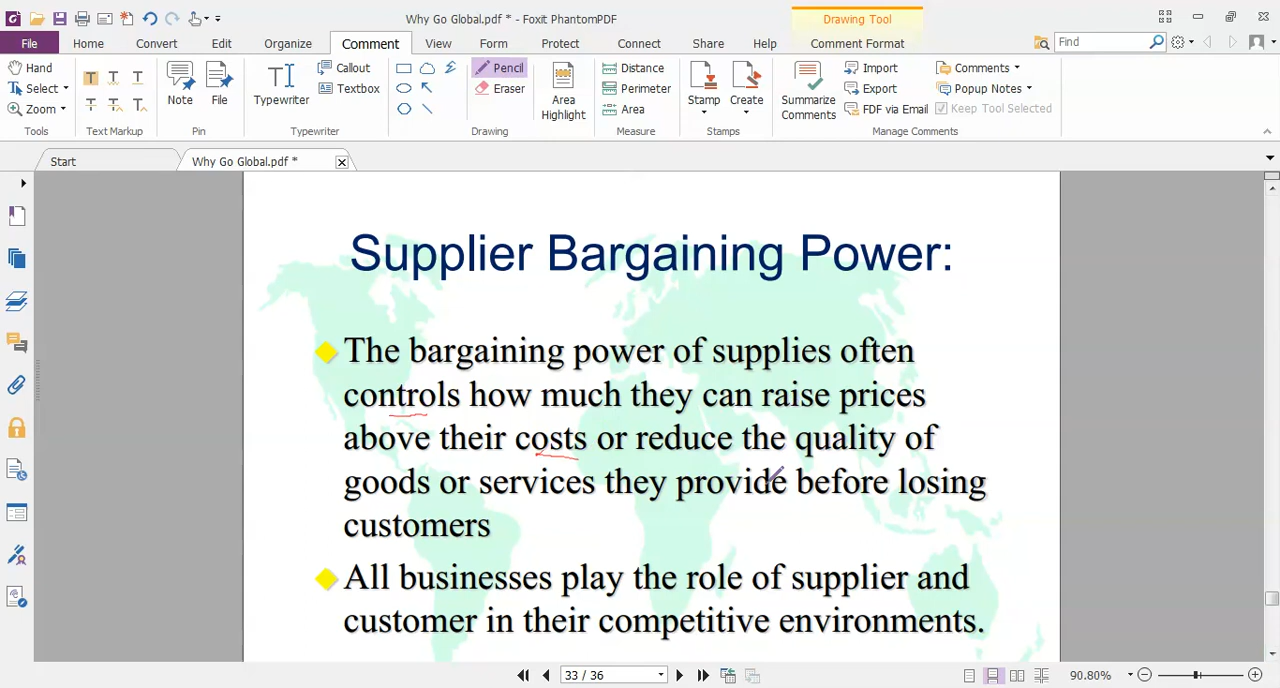 Why Go Global.pdf * - Foxit PhantomPDF
Drawing Tool
File Home Convert Edit Organize Comment View Form Protect Connect Share Help Comment Format Find
Hand Select Zoom
Tools
T T T
T T T
Text Markup
Note File
Pin
Typewriter Callout Textbox
Typewriter
Pencil Eraser
Drawing
Area Highlight
Distance Perimeter Area
Measure
Stamp Create
Stamps
Summarize Comments
Import Export FDF via Email
Comments Popup Notes Keep Tool Selected
Manage Comments
Start Why Go Global.pdf *
Supplier Bargaining Power:
The bargaining power of supplies often
controls how much they can raise prices
above their costs or reduce the quality of
goods or services they provide before losing
customers
All businesses play the role of supplier and
customer in their competitive environments.
33 / 36 90.80%